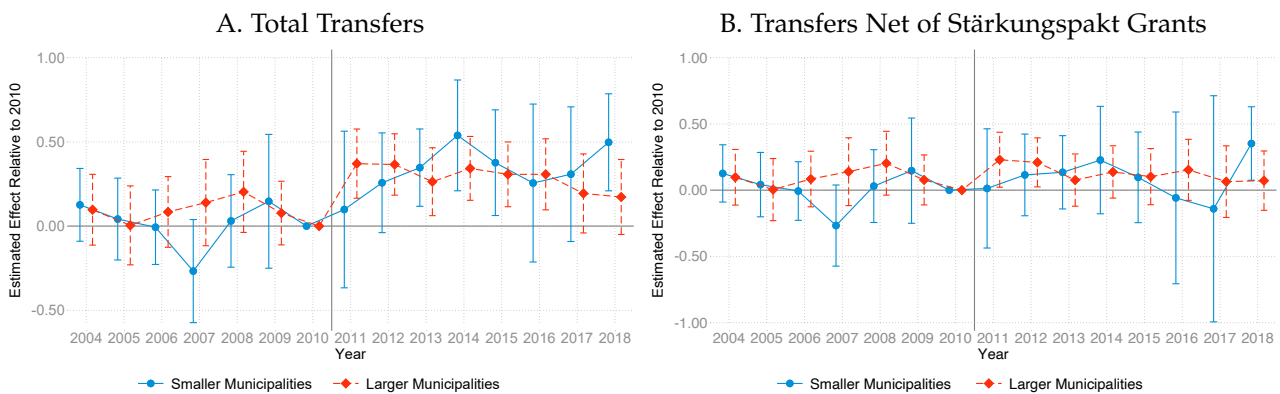 A. Total Transfers
Estimated Effect Relative to 2010
1.00
0.50
0.00
-0.50
2004 2005 2006 2007 2008 2009 2010 2011 2012 2013 2014 2015 2016 2017 2018
Year
Smaller Municipalities Larger Municipalities
B. Transfers Net of Stärkungspakt Grants
Estimated Effect Relative to 2010
1.00
0.50
0.00
-0.50
-1.00
2004 2005 2006 2007 2008 2009 2010 2011 2012 2013 2014 2015 2016 2017 2018
Year
Smaller Municipalities Larger Municipalities